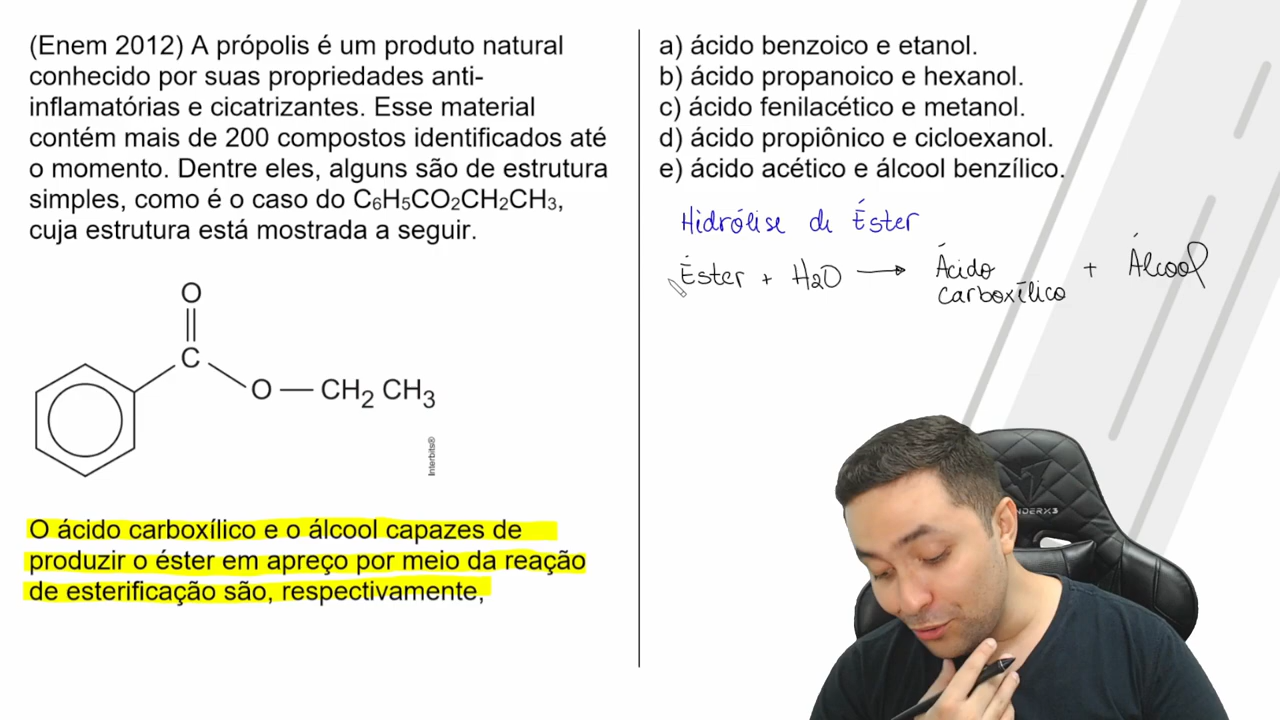 (Enem 2012) A própolis é um produto natural
conhecido por suas propriedades anti-
inflamatórias e cicatrizantes. Esse material
contém mais de 200 compostos identificados até
o momento. Dentre eles, alguns são de estrutura
simples, como é o caso do C6H5CO2CH2CH3,
cuja estrutura está mostrada a seguir.
O
C
O — CH2 CH3
Interbits®
O ácido carboxílico e o álcool capazes de
produzir o éster em apreço por meio da reação
de esterificação são, respectivamente,
a) ácido benzoico e etanol.
b) ácido propanoico e hexanol.
c) ácido fenilacético e metanol.
d) ácido propiônico e cicloexanol.
e) ácido acético e álcool benzílico.
Hidrólise de Éster
Éster + H2O → Ácido + Álcool
carboxílico